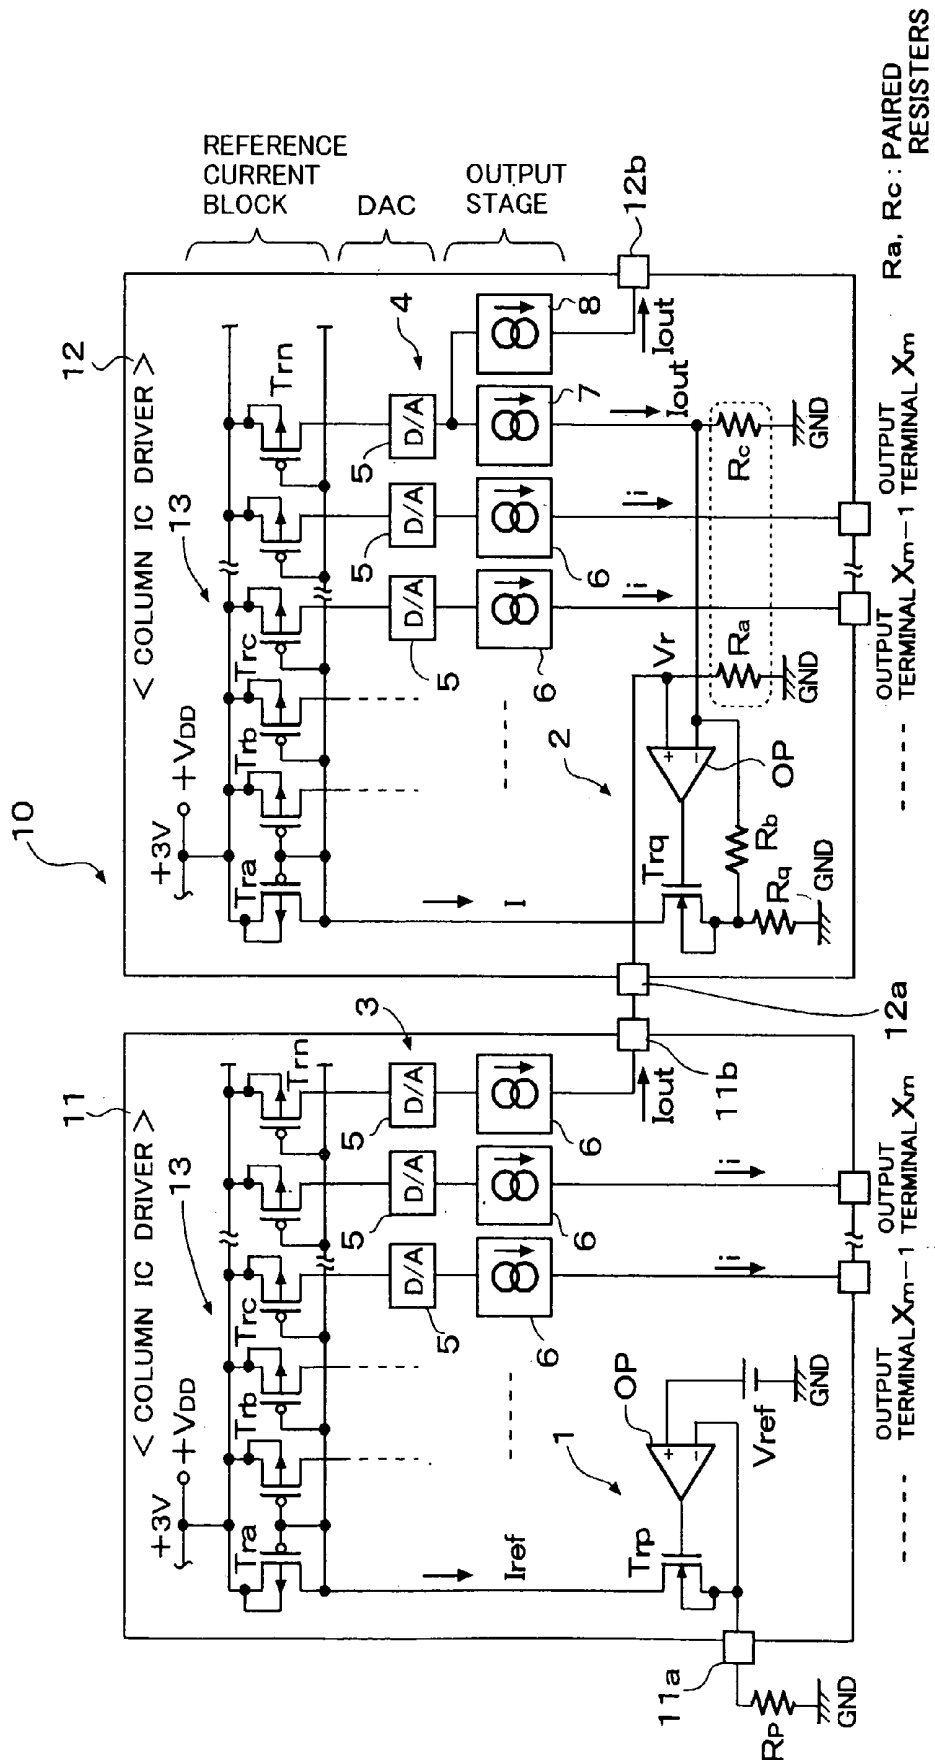 10
REFERENCE
CURRENT
BLOCK
DAC
OUTPUT
STAGE
11
< COLUMN IC DRIVER >
+3V
+VDD
13
Tra
Trb
Trc
Trn
3
D/A
D/A
D/A
5
5
5
6
6
6
Iref
1
OP
+
−
Trp
Vref
GND
i
i
Iout
11b
11a
RP
GND
OUTPUT
TERMINAL Xm−1
OUTPUT
TERMINAL Xm
12
< COLUMN IC DRIVER >
+3V
+VDD
13
Tra
Trb
Trc
Trn
4
D/A
D/A
D/A
5
5
5
6
6
7
8
I
2
Trq
OP
+
−
Vr
i
i
Iout
Iout
12b
12a
Ra
Rc
Rb
Rq
GND
GND
GND
OUTPUT
TERMINAL Xm−1
OUTPUT
TERMINAL Xm
Ra, Rc : PAIRED
RESISTERS